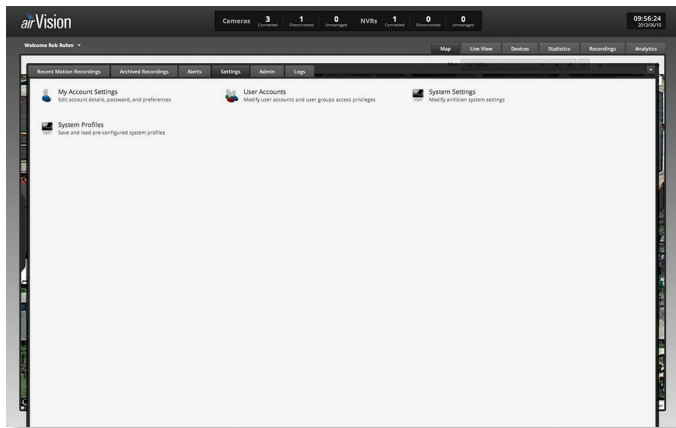 airVision
Cameras 3 Connected 1 Disconnected 0 Unmanaged NVRs 1 Connected 0 Disconnected 0 Unmanaged
09:56:24
2013/06/10
Welcome Rob Rohm
Map Live View Devices Statistics Recordings Analytics
Recent Motion Recordings Archived Recordings Alerts Settings Admin Logs
My Account Settings
Edit account details, password, and preferences
User Accounts
Modify user accounts and user groups access privileges
System Settings
Modify airVision system settings
System Profiles
Save and load pre-configured system profiles